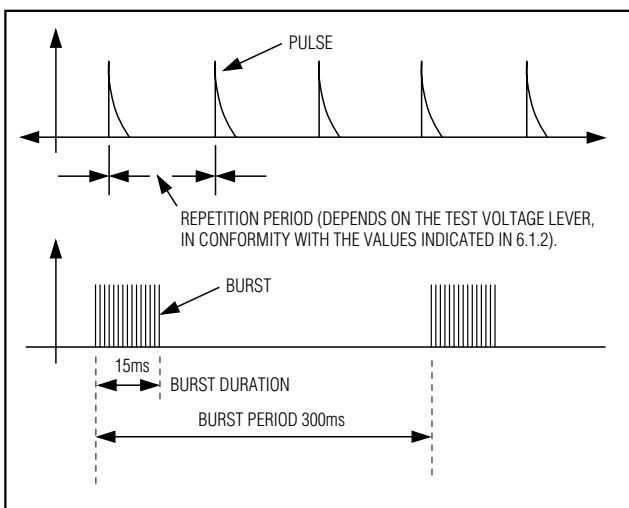 PULSE
REPETITION PERIOD (DEPENDS ON THE TEST VOLTAGE LEVER,
IN CONFORMITY WITH THE VALUES INDICATED IN 6.1.2).
BURST
15ms
BURST DURATION
BURST PERIOD 300ms